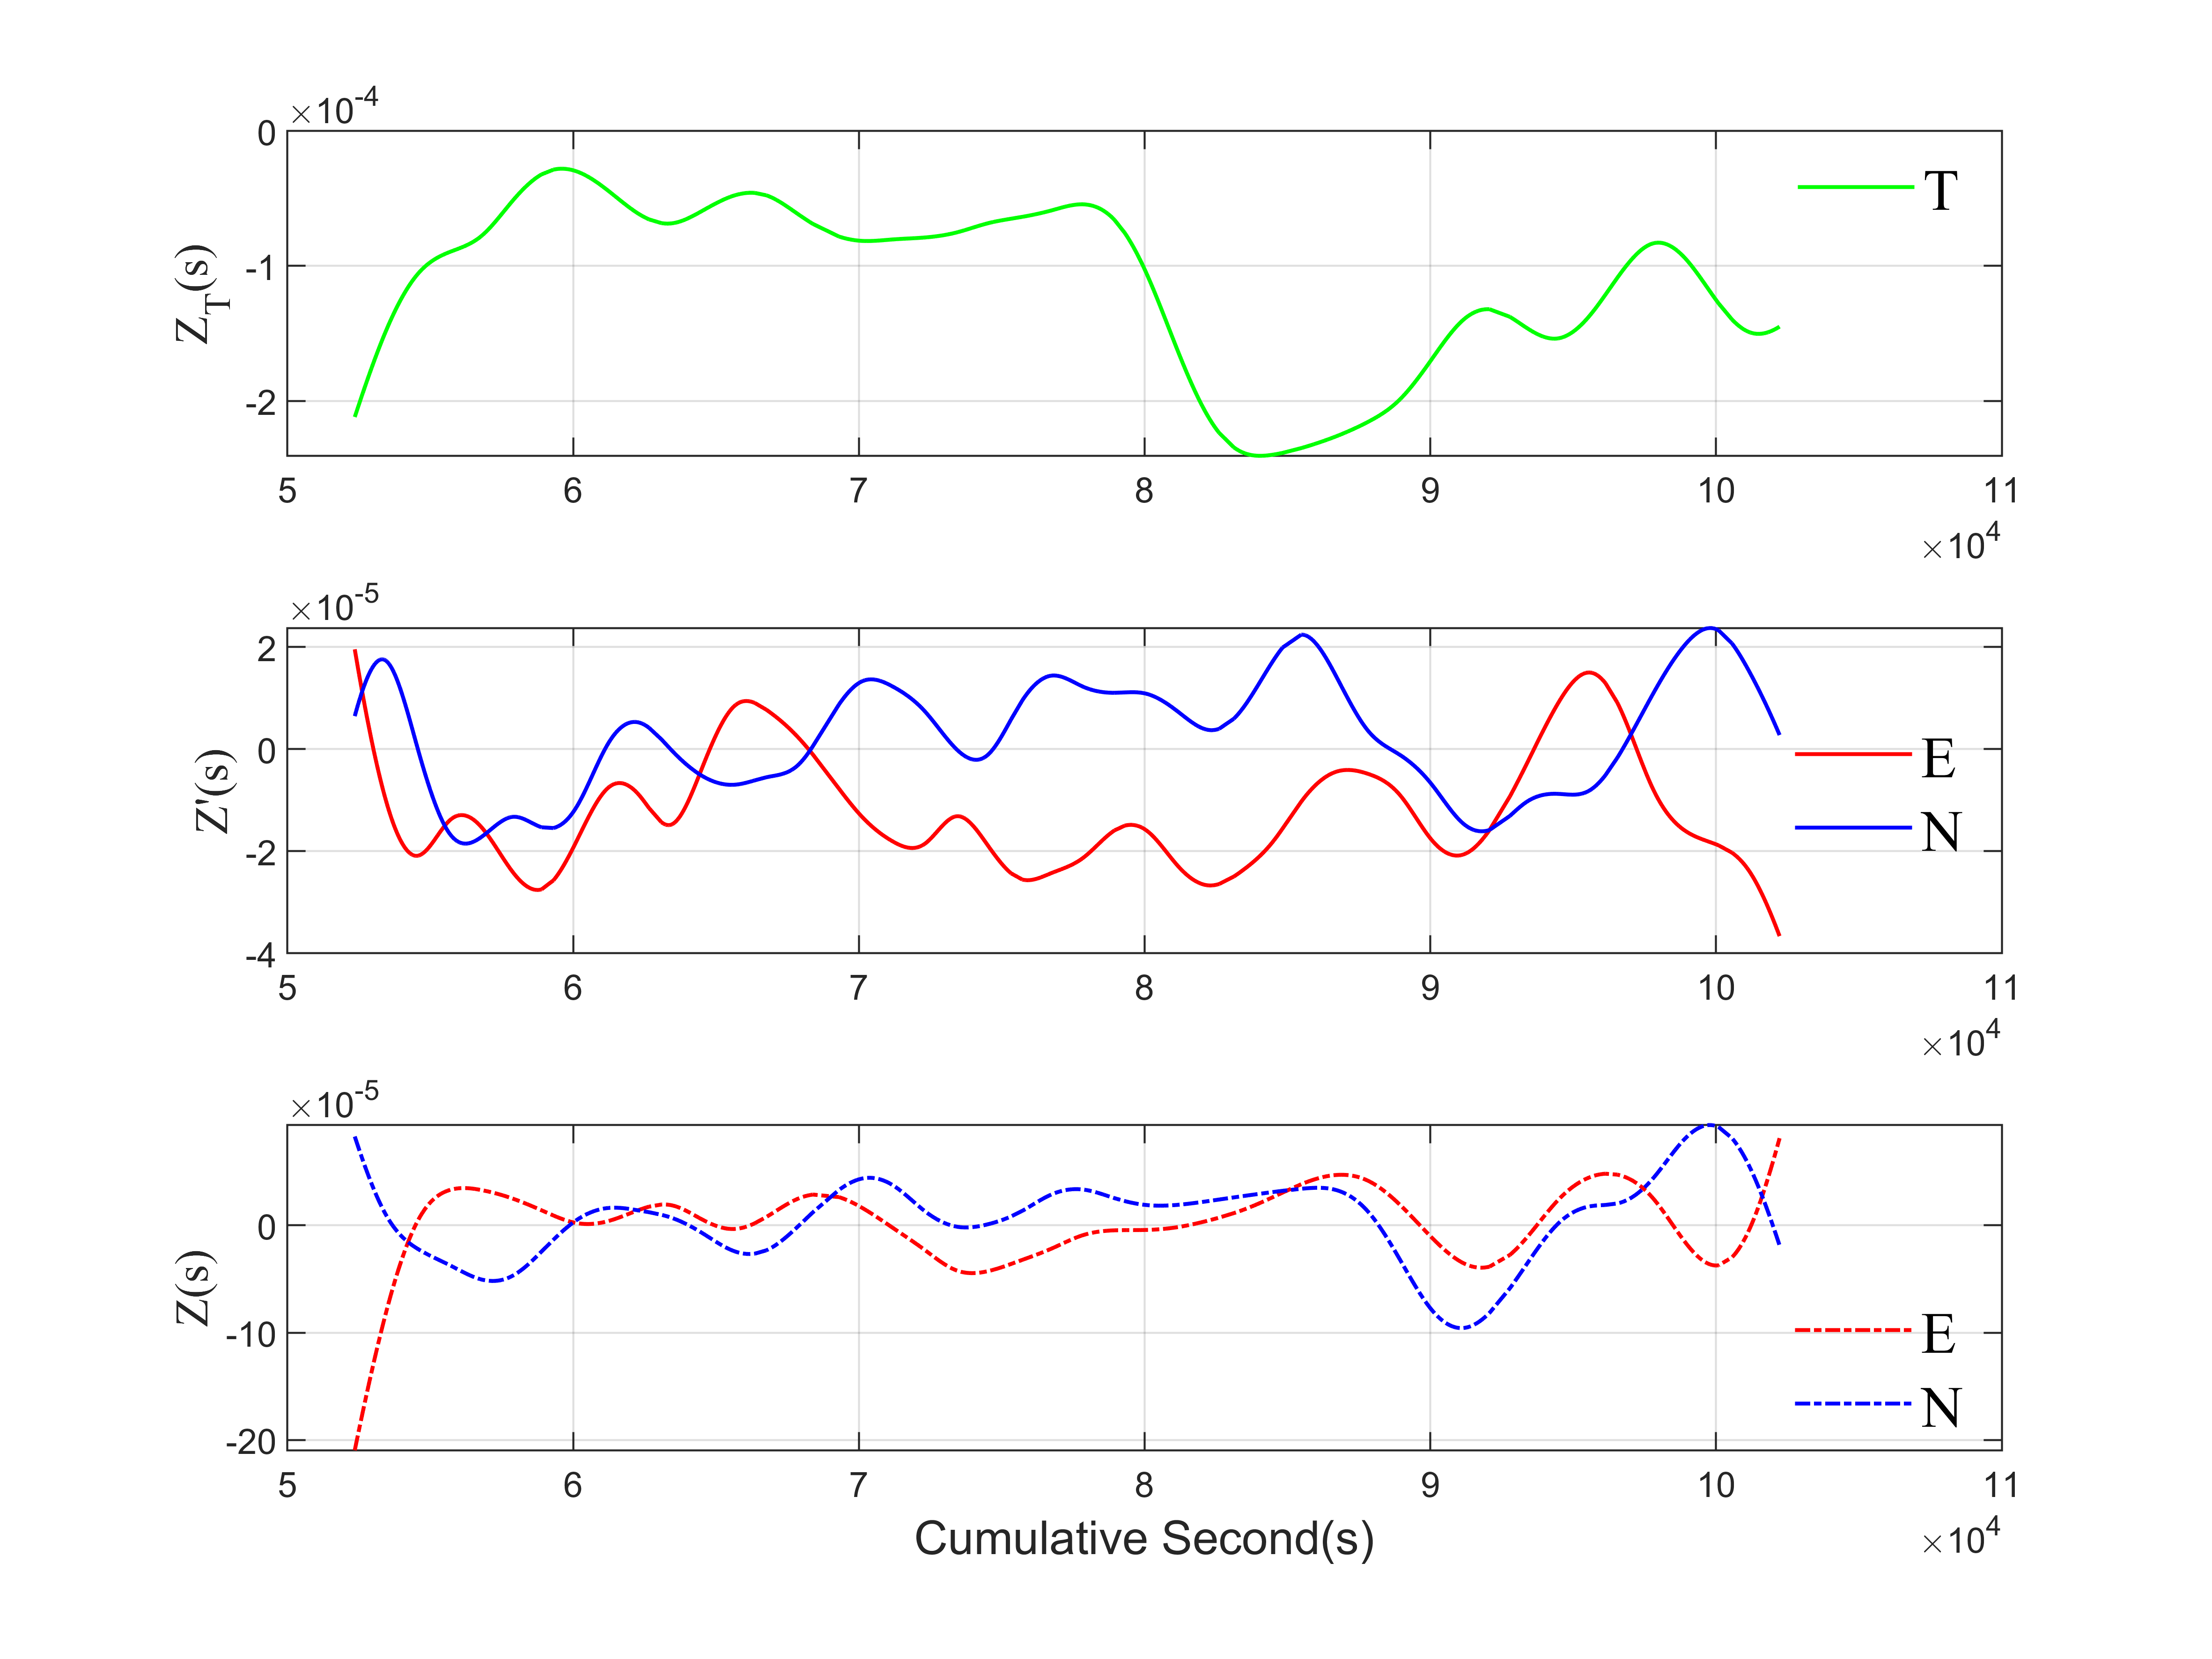 ×10-4
0
-1
-2
Z_T(s)
T
5 6 7 8 9 10 11
×10^4
×10^-5
2
0
-2
-4
Z'(s)
E
N
5 6 7 8 9 10 11
×10^4
×10^-5
0
-10
-20
Z(s)
E
N
5 6 7 8 9 10 11
Cumulative Second(s)
×10^4